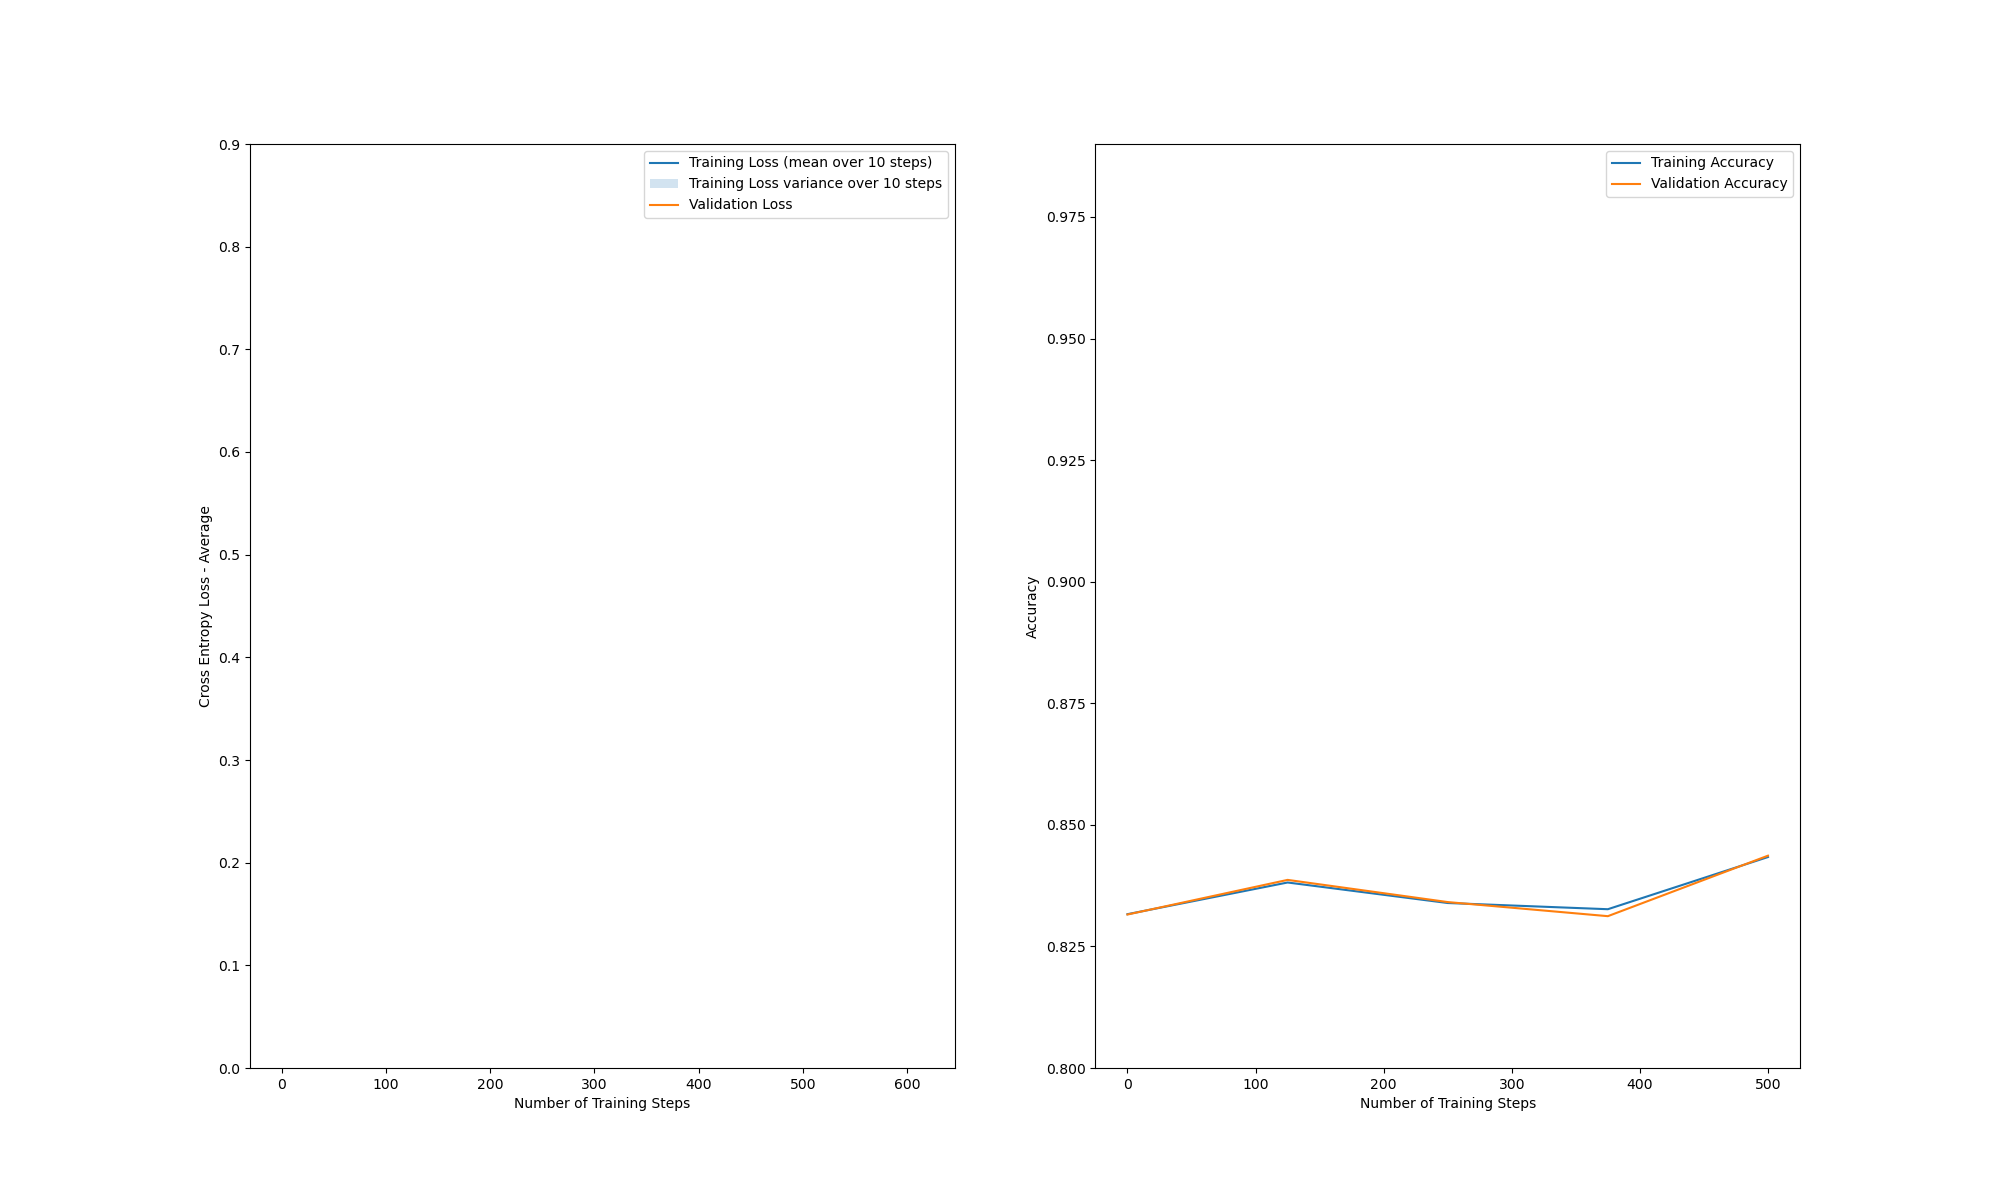 Training Loss (mean over 10 steps)
Training Loss variance over 10 steps
Validation Loss
0.9
0.8
0.7
0.6
0.5
0.4
0.3
0.2
0.1
0.0
Cross Entropy Loss - Average
0 100 200 300 400 500 600
Number of Training Steps
Training Accuracy
Validation Accuracy
0.975
0.950
0.925
0.900
0.875
0.850
0.825
0.800
Accuracy
0 100 200 300 400 500
Number of Training Steps